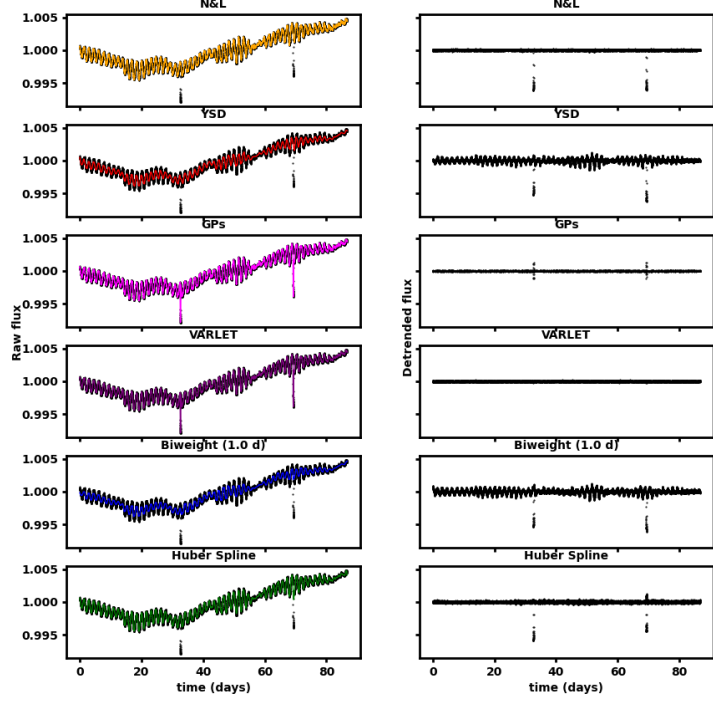 N&L
N&L
1.005
1.000
0.995
YSD
YSD
1.005
1.000
0.995
GPs
GPs
1.005
1.000
0.995
VARLET
VARLET
1.005
1.000
0.995
Biweight (1.0 d)
Biweight (1.0 d)
1.005
1.000
0.995
Huber Spline
Huber Spline
1.005
1.000
0.995
0 20 40 60 80
0 20 40 60 80
time (days)
time (days)
Raw flux
Detrended flux